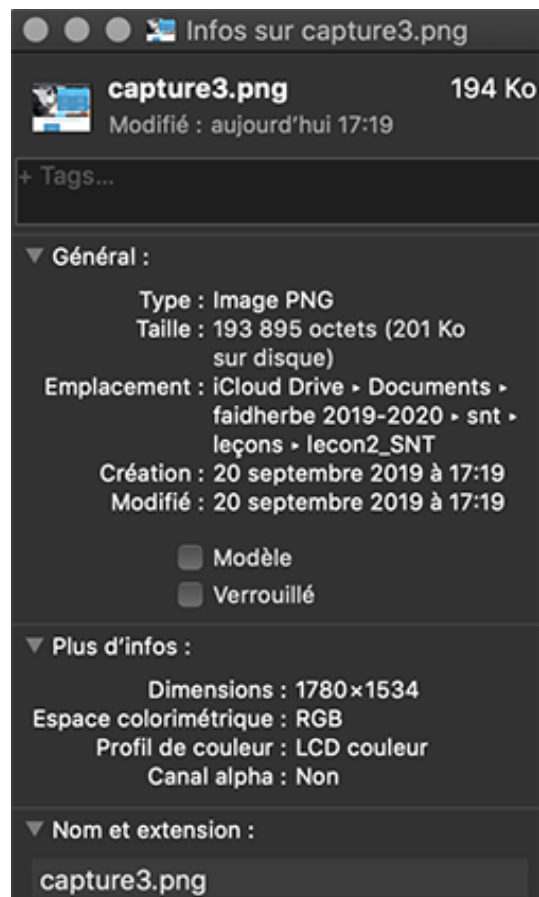 Infos sur capture3.png
capture3.png 194 Ko
Modifié : aujourd'hui 17:19
+ Tags...
▼ Général :
Type : Image PNG
Taille : 193 895 octets (201 Ko
sur disque)
Emplacement : iCloud Drive ▸ Documents ▸
faidherbe 2019-2020 ▸ snt ▸
leçons ▸ lecon2_SNT
Création : 20 septembre 2019 à 17:19
Modifié : 20 septembre 2019 à 17:19
Modèle
Verrouillé
▼ Plus d'infos :
Dimensions : 1780×1534
Espace colorimétrique : RGB
Profil de couleur : LCD couleur
Canal alpha : Non
▼ Nom et extension :
capture3.png